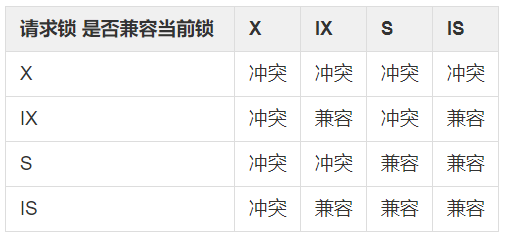 请求锁 是否兼容当前锁 X IX S IS
X 冲突 冲突 冲突 冲突
IX 冲突 兼容 冲突 兼容
S 冲突 冲突 兼容 兼容
IS 冲突 兼容 兼容 兼容